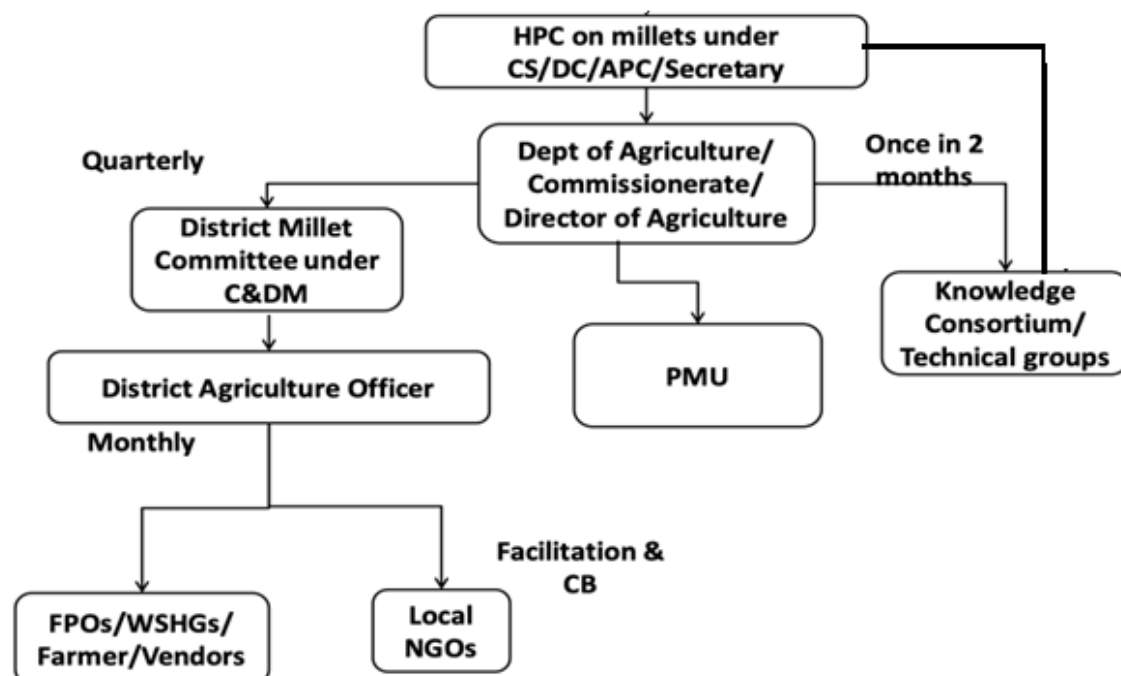 HPC on millets under
CS/DC/APC/Secretary
Quarterly
Dept of Agriculture/
Commissionerate/
Director of Agriculture
Once in 2
months
District Millet
Committee under
C&DM
Knowledge
Consortium/
Technical groups
PMU
District Agriculture Officer
Monthly
Facilitation &
CB
FPOs/WSHGs/
Farmer/Vendors
Local
NGOs